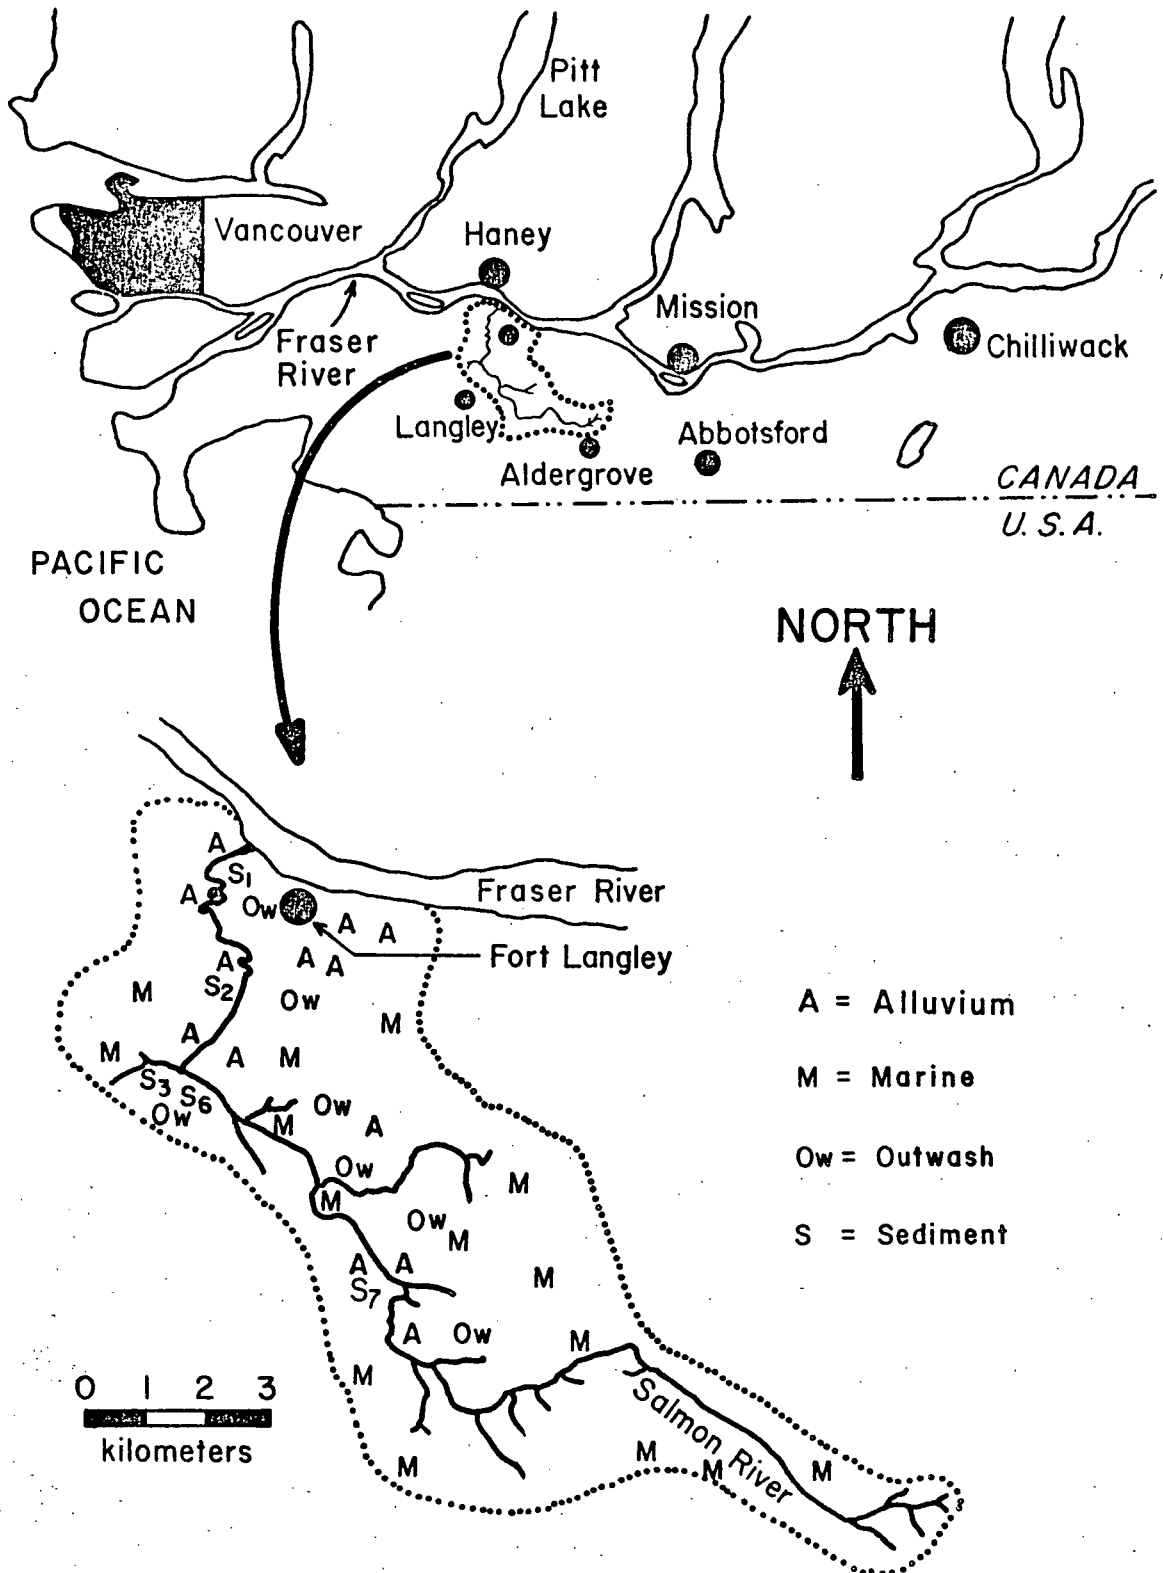 Pitt
Lake
Vancouver
Haney
Mission
Fraser
River
Chilliwack
Langley
Abbotsford
Aldergrove
CANADA
U.S.A.
PACIFIC
OCEAN
NORTH
A
S1
A
Ow
Fraser River
A
A
Fort Langley
A
A
A
S2
M
Ow
M
A
A = Alluvium
M
A
M
S3
S6
M = Marine
Ow
Ow
M
A
Ow
Ow = Outwash
M
M
Ow
M
S = Sediment
A
A
M
S7
A
Ow
M
M
0 1 2 3
kilometers
Salmon River
M
M
M
M